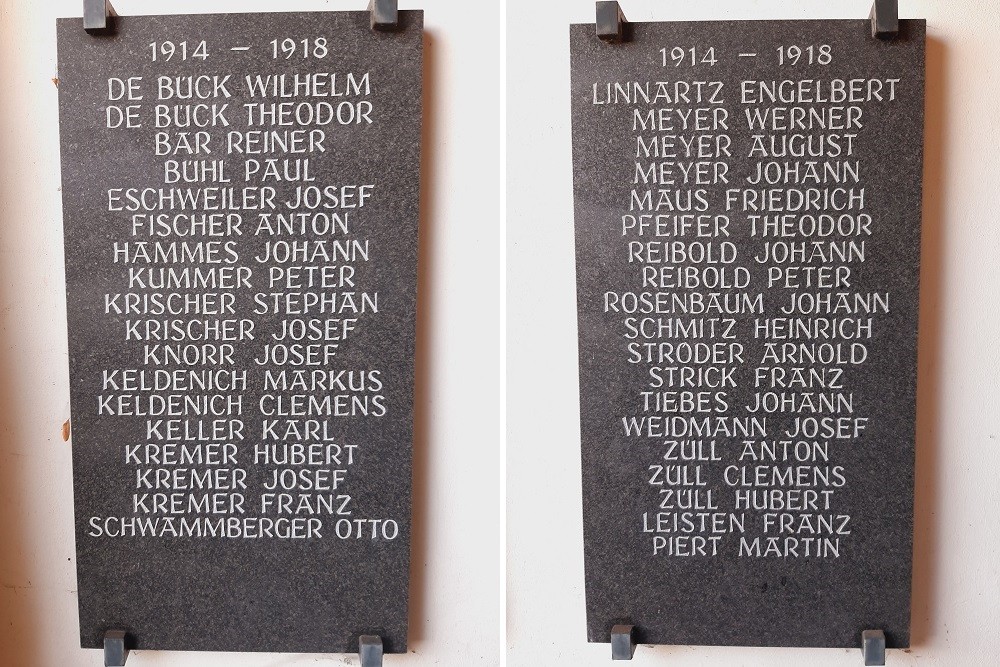 1914 – 1918
DE BÜCK WILHELM
DE BÜCK THEODOR
BÄR REINER
BÜHL PAUL
ESCHWEILER JOSEF
FISCHER ANTON
HAMMES JOHANN
KUMMER PETER
KRISCHER STEPHAN
KRISCHER JOSEF
KNORR JOSEF
KELDENICH MARKUS
KELDENICH CLEMENS
KELLER KARL
KREMER HUBERT
KREMER JOSEF
KREMER FRANZ
SCHWAMMBERGER OTTO
1914 – 1918
LINNARTZ ENGELBERT
MEYER WERNER
MEYER AUGUST
MEYER JOHANN
MAUS FRIEDRICH
PFEIFER THEODOR
REIBOLD JOHANN
REIBOLD PETER
ROSENBAUM JOHANN
SCHMITZ HEINRICH
STRÖDER ARNOLD
STRICK FRANZ
TIEBES JOHANN
WEIDMANN JOSEF
ZÜLL ANTON
ZÜLL CLEMENS
ZÜLL HUBERT
LEISTEN FRANZ
PIERT MARTIN